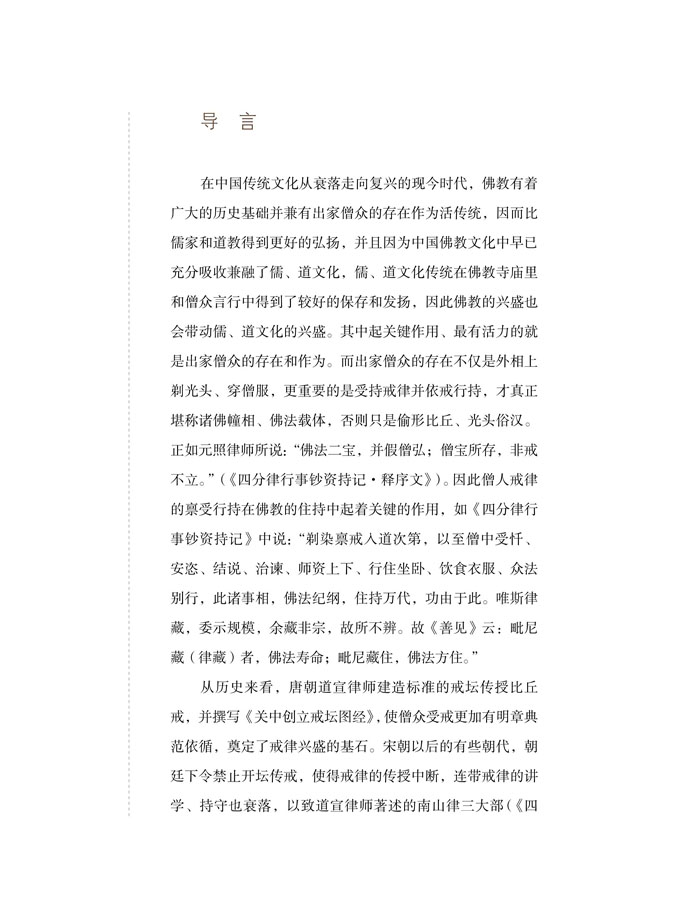 导 言
在中国传统文化从衰落走向复兴的现今时代，佛教有着
广大的历史基础并兼有出家僧众的存在作为活传统，因而比
儒家和道教得到更好的弘扬，并且因为中国佛教文化中早已
充分吸收兼融了儒、道文化，儒、道文化传统在佛教寺庙里
和僧众言行中得到了较好的保存和发扬，因此佛教的兴盛也
会带动儒、道文化的兴盛。其中起关键作用、最有活力的就
是出家僧众的存在和作为。而出家僧众的存在不仅是外相上
剃光头、穿僧服，更重要的是受持戒律并依戒行持，才真正
堪称诸佛幢相、佛法载体，否则只是偷形比丘、光头俗汉。
正如元照律师所说：“佛法二宝，并假僧弘；僧宝所存，非戒
不立。”（《四分律行事钞资持记·释序文》）。因此僧人戒律
的禀受行持在佛教的住持中起着关键的作用，如《四分律行
事钞资持记》中说：“剃染禀戒入道次第，以至僧中受忏、
安恣、结说、治谏、师资上下、行住坐卧、饮食衣服、众法
别行，此诸事相，佛法纪纲，住持万代，功由于此。唯斯律
藏，委示规模，余藏非宗，故所不辨。故《善见》云：毗尼
藏（律藏）者，佛法寿命；毗尼藏住，佛法方住。”
从历史来看，唐朝道宣律师建造标准的戒坛传授比丘
戒，并撰写《关中创立戒坛图经》，使僧众受戒更加有明章典
范依循，奠定了戒律兴盛的基石。宋朝以后的有些朝代，朝
廷下令禁止开坛传戒，使得戒律的传授中断，连带戒律的讲
学、持守也衰落，以致道宣律师著述的南山律三大部（《四